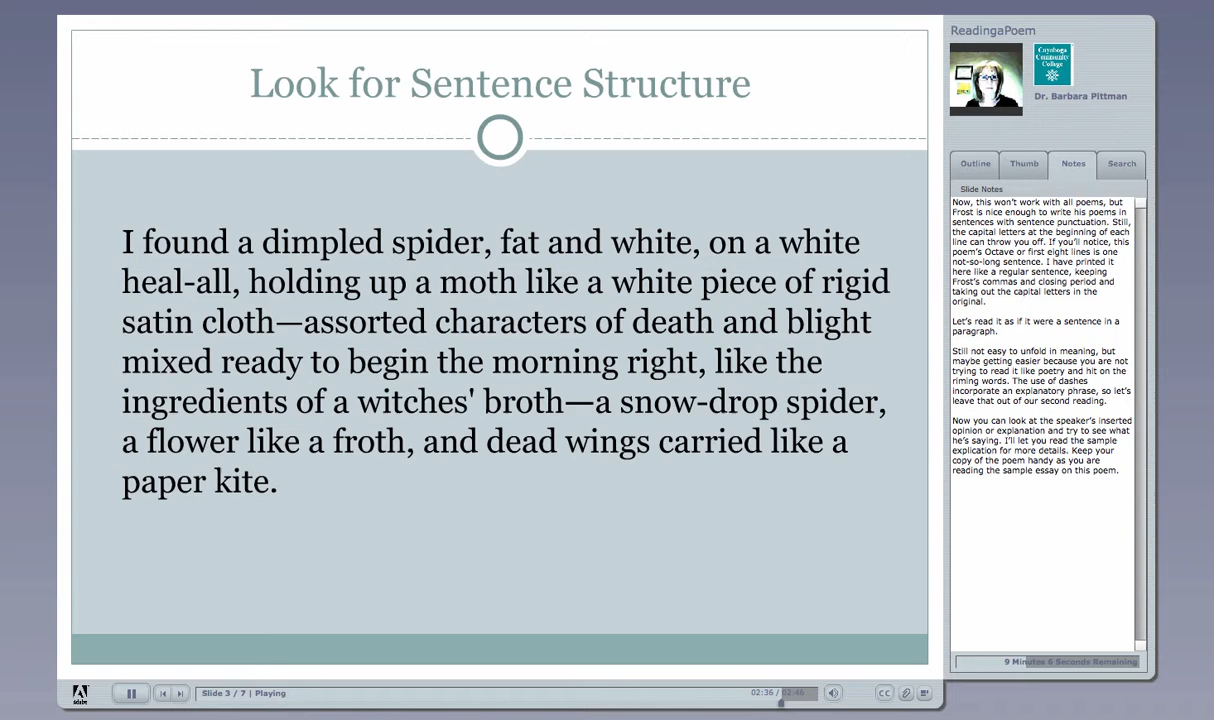 Look for Sentence Structure
I found a dimpled spider, fat and white, on a white
heal-all, holding up a moth like a white piece of rigid
satin cloth—assorted characters of death and blight
mixed ready to begin the morning right, like the
ingredients of a witches' broth—a snow-drop spider,
a flower like a froth, and dead wings carried like a
paper kite.
ReadingaPoem
Cuyahoga
Community
College
Dr. Barbara Pittman
Outline
Thumb
Notes
Search
Slide Notes
Now, this won't work with all poems, but
Frost is nice enough to write his poems in
sentences with sentence punctuation. Still,
the capital letters at the beginning of each
line can throw you off. If you'll notice, this
poem's Octave or first eight lines is one
not-so-long sentence. I have printed it
here like a regular sentence, keeping
Frost's commas and closing period and
taking out the capital letters in the
original.
Let's read it as if it were a sentence in a
paragraph.
Still not easy to unfold in meaning, but
maybe getting easier because you are not
trying to read it like poetry and hit on the
riming words. The use of dashes
incorporate an explanatory phrase, so let's
leave that out of our second reading.
Now you can look at the speaker's inserted
opinion or explanation and try to see what
he's saying. I'll let you read the sample
explication for more details. Keep your
copy of the poem handy as you are
reading the sample essay on this poem.
9 Minutes 6 Seconds Remaining
Adobe
Slide 3 / 7 | Playing
02:36 / 02:46
CC